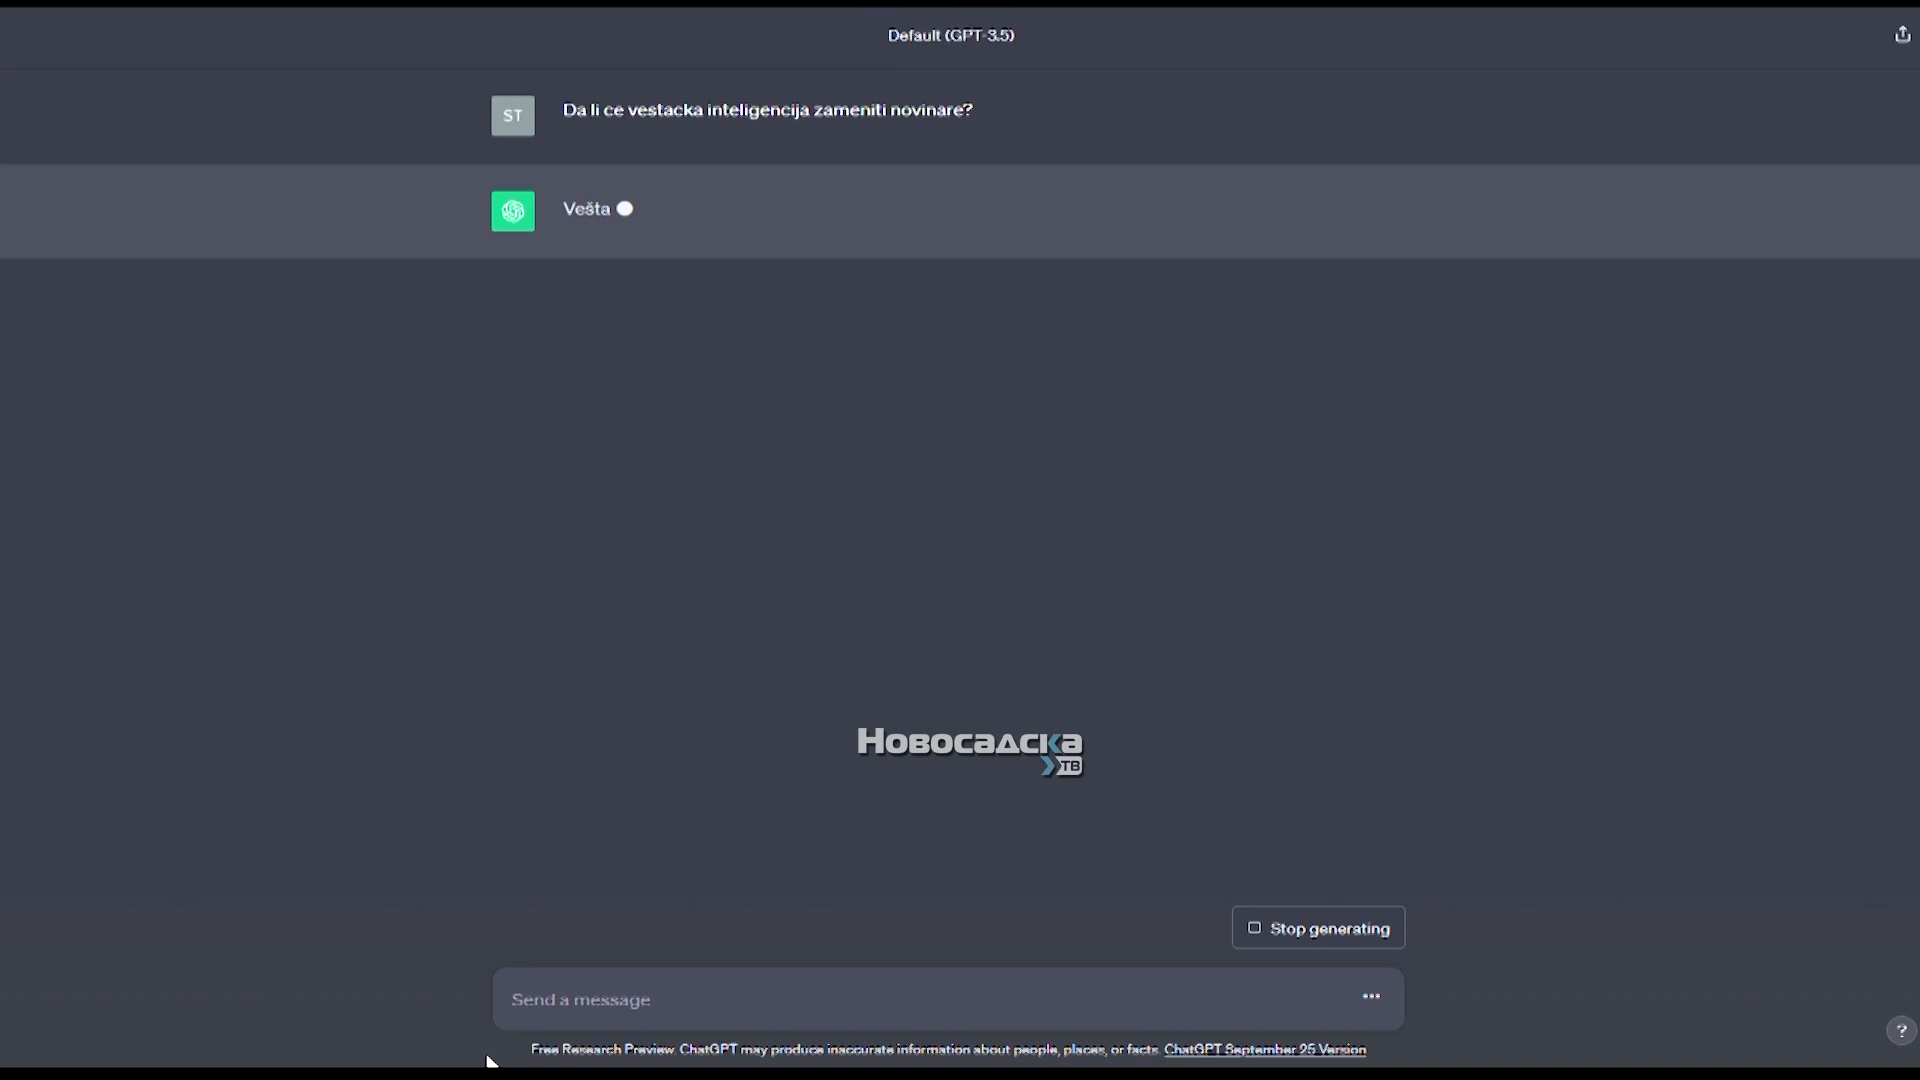 Default (GPT-3.5)
ST
Da li ce vestacka inteligencija zameniti novinare?
Vešta
Новосадска
ТВ
Stop generating
Send a message
Free Research Preview. ChatGPT may produce inaccurate information about people, places, or facts. ChatGPT September 25 Version
?